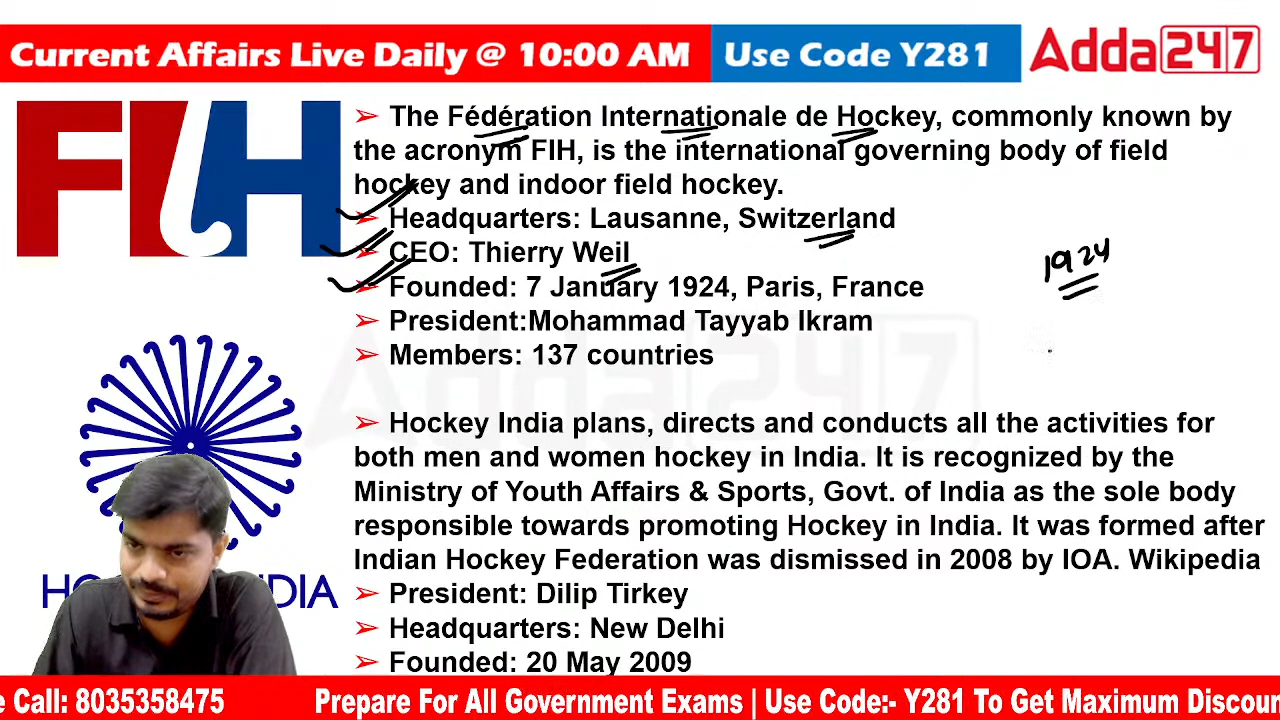 Current Affairs Live Daily @ 10:00 AM
Use Code Y281
Adda247
FIH
➢ The Fédération Internationale de Hockey, commonly known by
the acronym FIH, is the international governing body of field
hockey and indoor field hockey.
➢ Headquarters: Lausanne, Switzerland
➢ CEO: Thierry Weil
➢ Founded: 7 January 1924, Paris, France
1924
➢ President:Mohammad Tayyab Ikram
➢ Members: 137 countries
Adda247
➢ Hockey India plans, directs and conducts all the activities for
both men and women hockey in India. It is recognized by the
Ministry of Youth Affairs & Sports, Govt. of India as the sole body
responsible towards promoting Hockey in India. It was formed after
Indian Hockey Federation was dismissed in 2008 by IOA. Wikipedia
➢ President: Dilip Tirkey
➢ Headquarters: New Delhi
➢ Founded: 20 May 2009
e Call: 8035358475 Prepare For All Government Exams | Use Code:- Y281 To Get Maximum Discoun